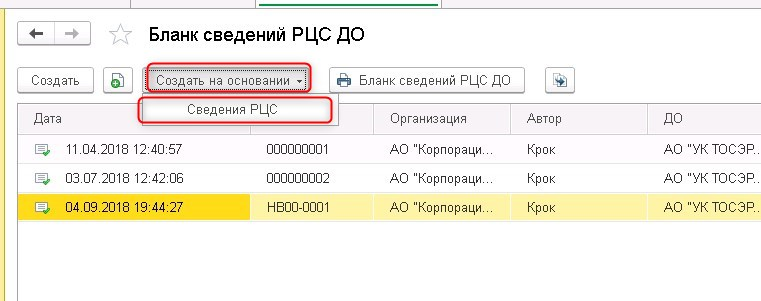 Бланк сведений РЦС ДО
Создать Создать на основании Бланк сведений РЦС ДО
Сведения РЦС
Дата Организация Автор ДО
11.04.2018 12:40:57 000000001 АО "Корпораци... Крок АО "УК ТОСЭР...
03.07.2018 12:42:06 000000002 АО "Корпораци... Крок АО "УК ТОСЭР...
04.09.2018 19:44:27 НВ00-0001 АО "Корпораци... Крок АО "УК ТОСЭР...